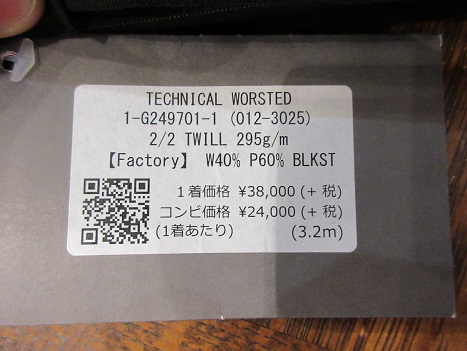 TECHNICAL WORSTED
1-G249701-1 (012-3025)
2/2 TWILL 295g/m
【Factory】 W40% P60% BLKST
1着価格 ¥38,000 (+ 税)
コンビ価格 ¥24,000 (+ 税)
(1着あたり) (3.2m)